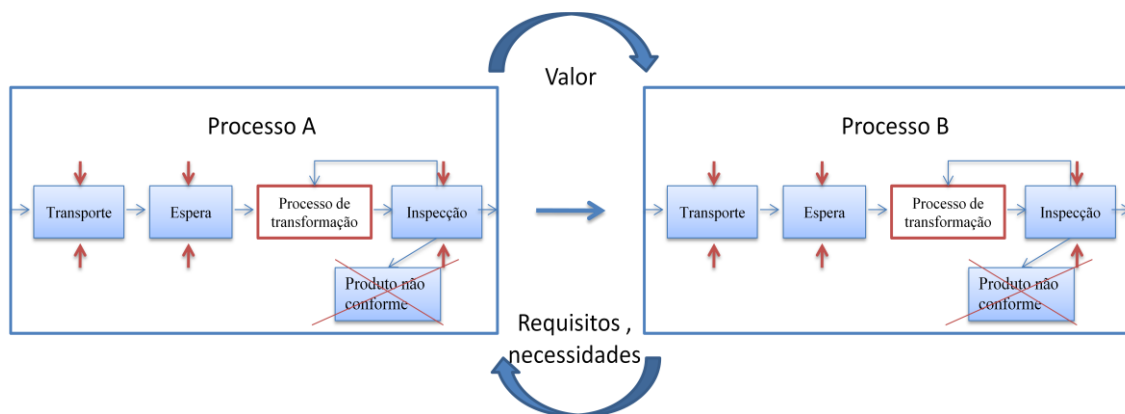 Valor
Processo A
Transporte
Espera
Processo de
transformação
Inspecção
Produto não
conforme
Processo B
Transporte
Espera
Processo de
transformação
Inspecção
Produto não
conforme
Requisitos ,
necessidades